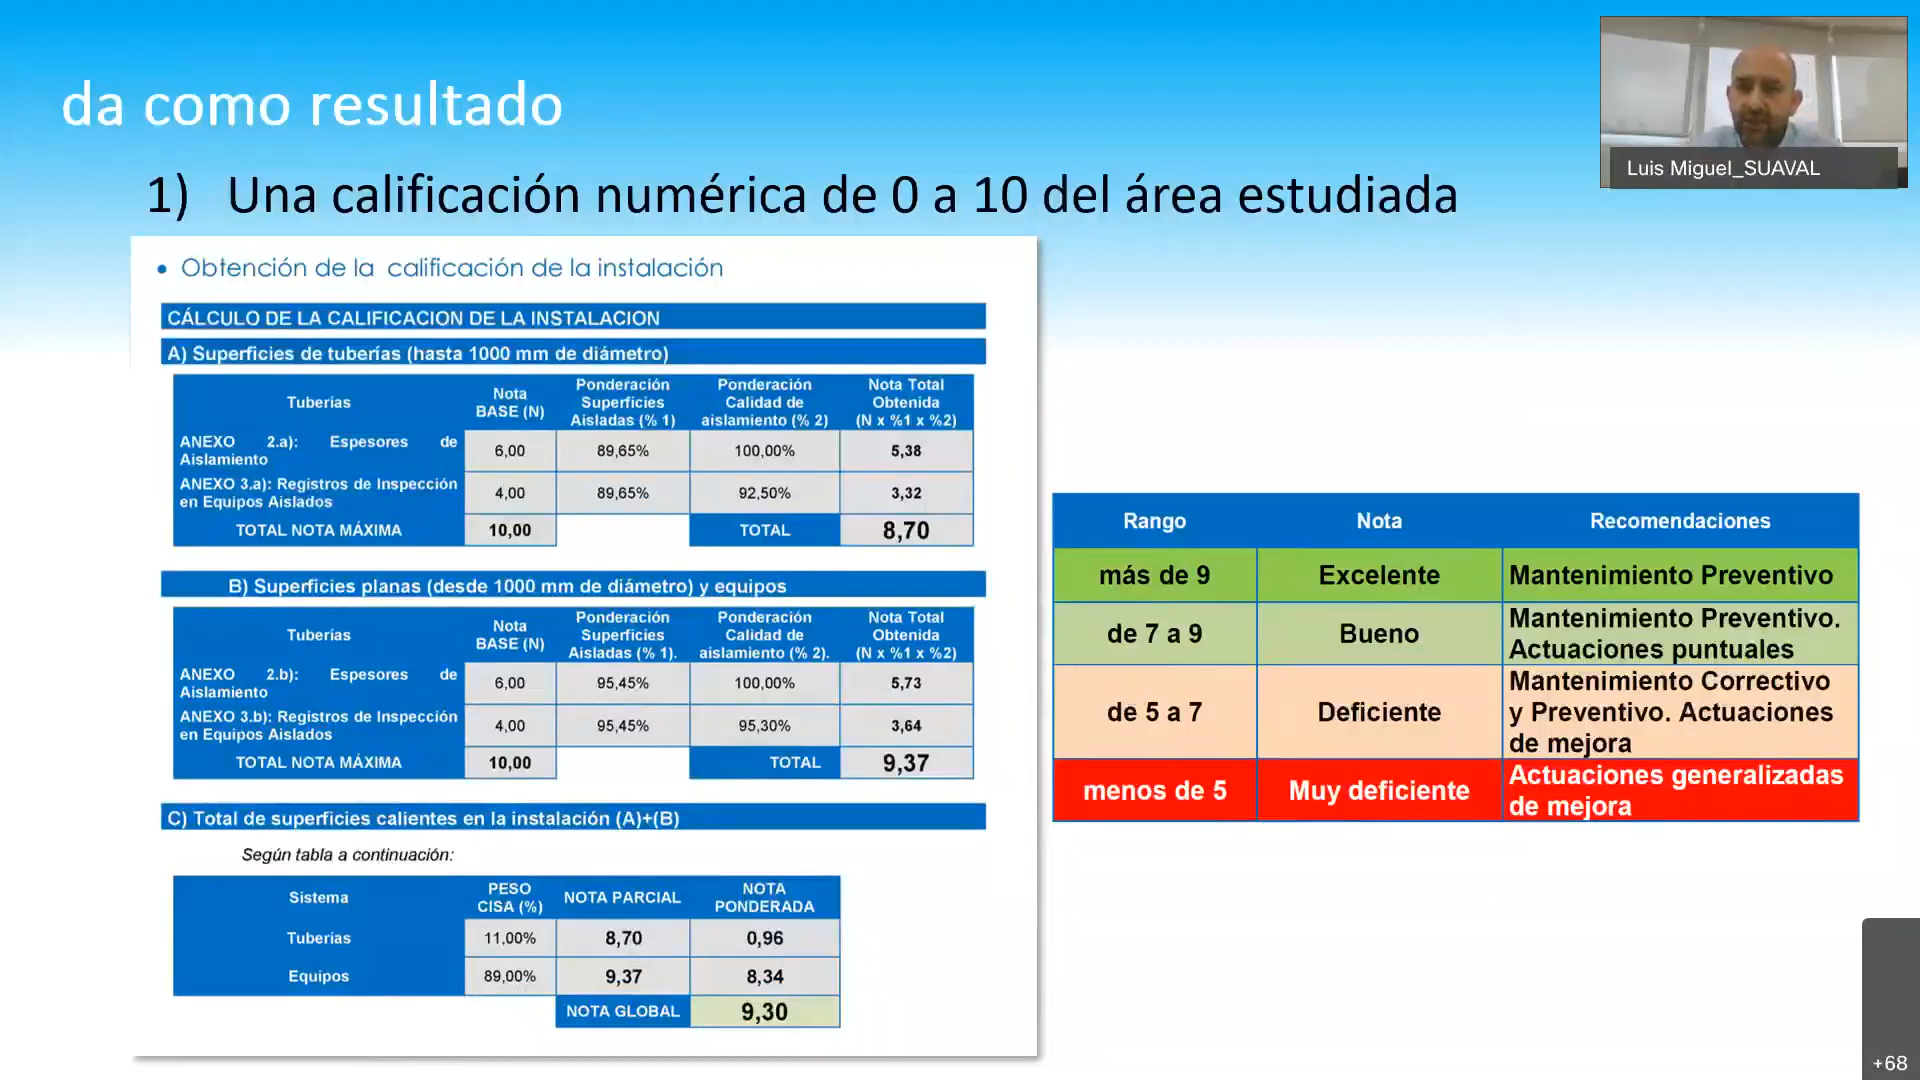 da como resultado
1) Una calificación numérica de 0 a 10 del área estudiada
Luis Miguel_SUAVAL
• Obtención de la calificación de la instalación
CÁLCULO DE LA CALIFICACION DE LA INSTALACION
A) Superficies de tuberías (hasta 1000 mm de diámetro)
Tuberías
Nota
BASE (N)
Ponderación
Superficies
Aisladas (% 1)
Ponderación
Calidad de
aislamiento (% 2)
Nota Total
Obtenida
(N x %1 x %2)
ANEXO 2.a): Espesores de
Aislamiento
6,00
89,65%
100,00%
5,38
ANEXO 3.a): Registros de Inspección
en Equipos Aislados
4,00
89,65%
92,50%
3,32
TOTAL NOTA MÁXIMA
10,00
TOTAL
8,70
B) Superficies planas (desde 1000 mm de diámetro) y equipos
Tuberías
Nota
BASE (N)
Ponderación
Superficies
Aisladas (% 1).
Ponderación
Calidad de
aislamiento (% 2).
Nota Total
Obtenida
(N x %1 x %2)
ANEXO 2.b): Espesores de
Aislamiento
6,00
95,45%
100,00%
5,73
ANEXO 3.b): Registros de Inspección
en Equipos Aislados
4,00
95,45%
95,30%
3,64
TOTAL NOTA MÁXIMA
10,00
TOTAL
9,37
C) Total de superficies calientes en la instalación (A)+(B)
Según tabla a continuación:
Sistema
PESO
CISA (%)
NOTA PARCIAL
NOTA
PONDERADA
Tuberías
11,00%
8,70
0,96
Equipos
89,00%
9,37
8,34
NOTA GLOBAL
9,30
Rango
Nota
Recomendaciones
más de 9
Excelente
Mantenimiento Preventivo
de 7 a 9
Bueno
Mantenimiento Preventivo.
Actuaciones puntuales
de 5 a 7
Deficiente
Mantenimiento Correctivo
y Preventivo. Actuaciones
de mejora
menos de 5
Muy deficiente
Actuaciones generalizadas
de mejora
+68